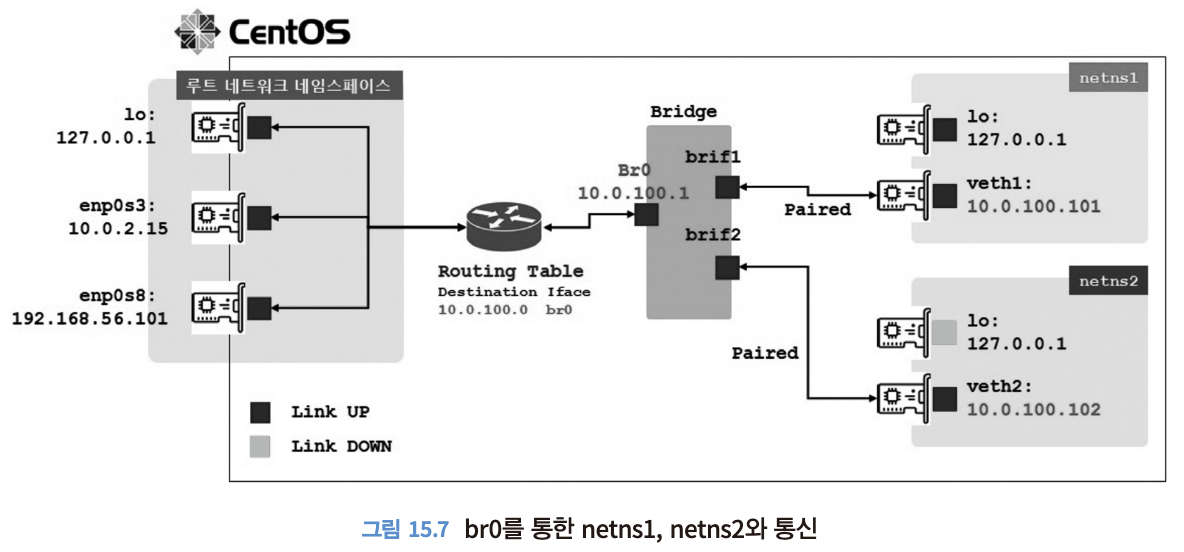 CentOS
루트 네트워크 네임스페이스
lo:
127.0.0.1
enp0s3:
10.0.2.15
enp0s8:
192.168.56.101
Routing Table
Destination Iface
10.0.100.0 br0
Bridge
Br0
10.0.100.1
brif1
brif2
Paired
Paired
netns1
lo:
127.0.0.1
veth1:
10.0.100.101
netns2
lo:
127.0.0.1
veth2:
10.0.100.102
Link UP
Link DOWN
그림 15.7 br0를 통한 netns1, netns2와 통신